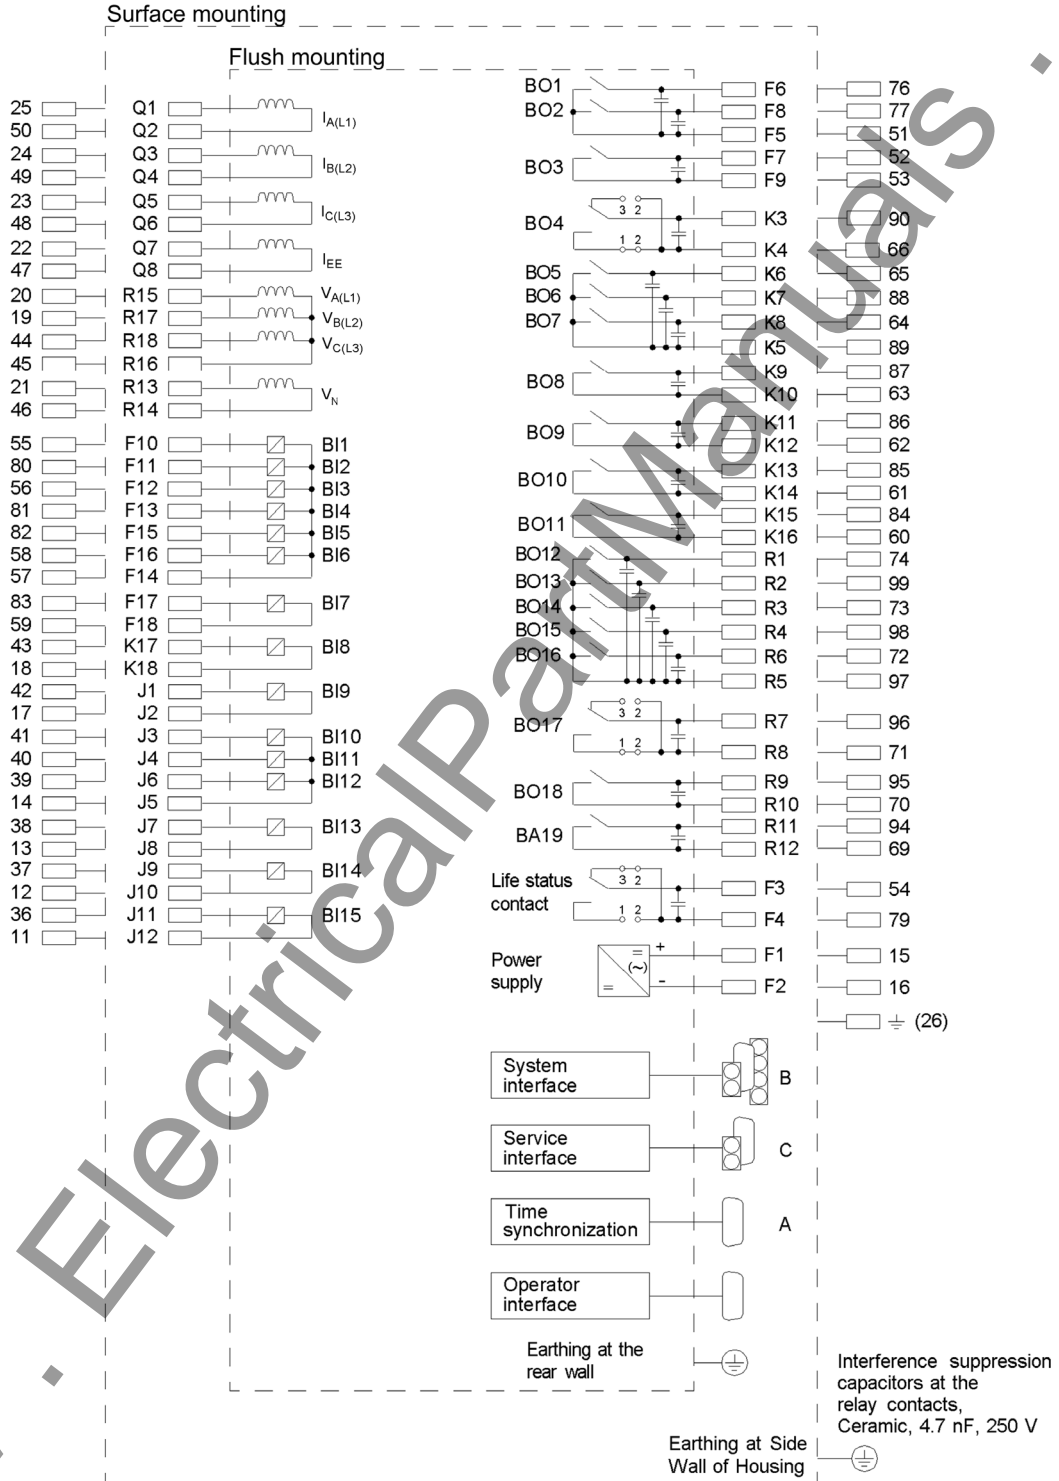 Surface mounting
Flush mounting
25 Q1
50 Q2 IA(L1)
24 Q3
49 Q4 IB(L2)
23 Q5
48 Q6 IC(L3)
22 Q7
47 Q8 IEE
20 R15 VA(L1)
19 R17 VB(L2)
44 R18 VC(L3)
45 R16
21 R13
46 R14 VN
55 F10 BI1
80 F11 BI2
56 F12 BI3
81 F13 BI4
82 F15 BI5
58 F16 BI6
57 F14
83 F17 BI7
59 F18
43 K17 BI8
18 K18
42 J1 BI9
17 J2
41 J3 BI10
40 J4 BI11
39 J6 BI12
14 J5
38 J7 BI13
13 J8
37 J9 BI14
12 J10
36 J11 BI15
11 J12
BO1 F6 76
BO2 F8 77
F5 51
BO3 F7 52
F9 53
BO4 3 2 K3 90
1 2 K4 66
BO5 K6 65
BO6 K7 88
BO7 K8 64
K5 89
BO8 K9 87
K10 63
BO9 K11 86
K12 62
BO10 K13 85
K14 61
BO11 K15 84
K16 60
BO12 R1 74
BO13 R2 99
BO14 R3 73
BO15 R4 98
BO16 R6 72
R5 97
BO17 3 2 R7 96
1 2 R8 71
BO18 R9 95
R10 70
BA19 R11 94
R12 69
Life status 3 2 F3 54
contact 1 2 F4 79
Power + F1 15
supply = (~) = - F2 16
(26)
System
interface B
Service
interface C
Time
synchronization A
Operator
interface
Earthing at the
rear wall
Interference suppression
capacitors at the
relay contacts,
Ceramic, 4.7 nF, 250 V
Earthing at Side
Wall of Housing
. ElectricalPartManuals .